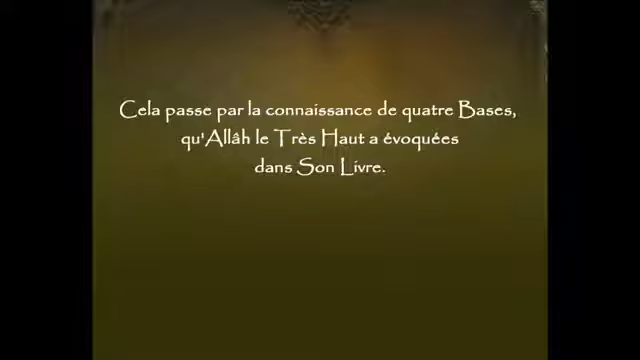 Cela passe par la connaissance de quatre Bases,
qu'Allâh le Très Haut a évoquées
dans Son Livre.